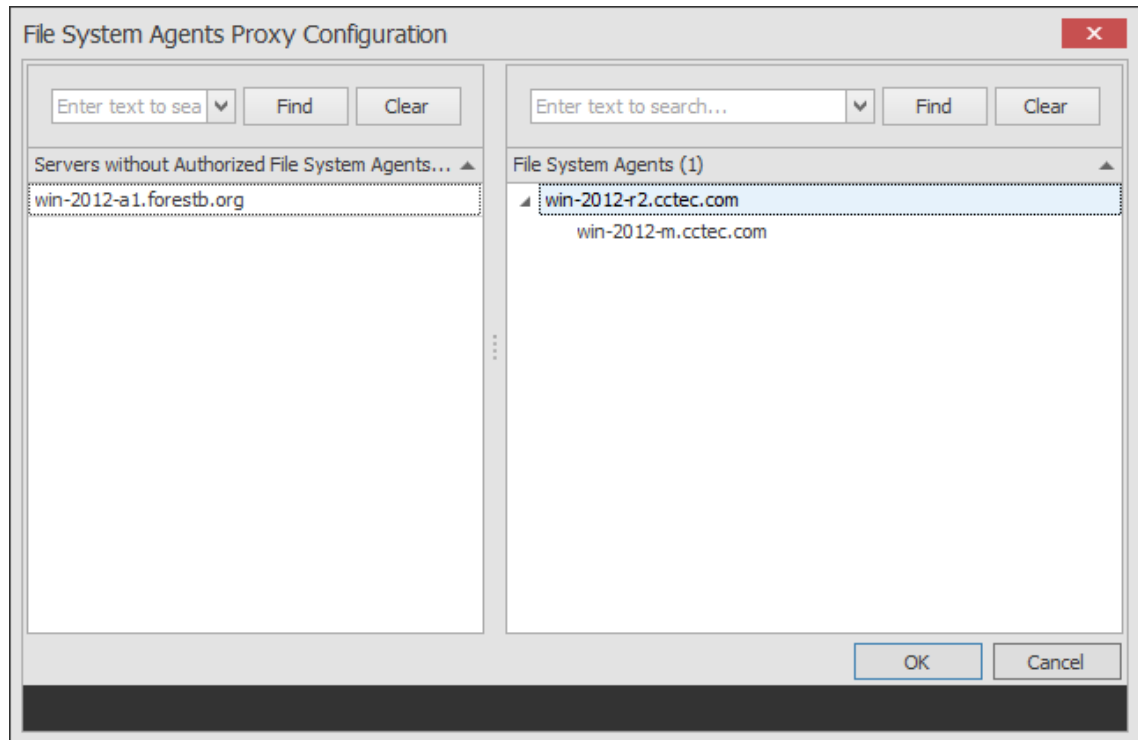 File System Agents Proxy Configuration
Enter text to sea
Find
Clear
Servers without Authorized File System Agents...
win-2012-a1.forestb.org
Enter text to search...
Find
Clear
File System Agents (1)
win-2012-r2.cctec.com
win-2012-m.cctec.com
OK
Cancel